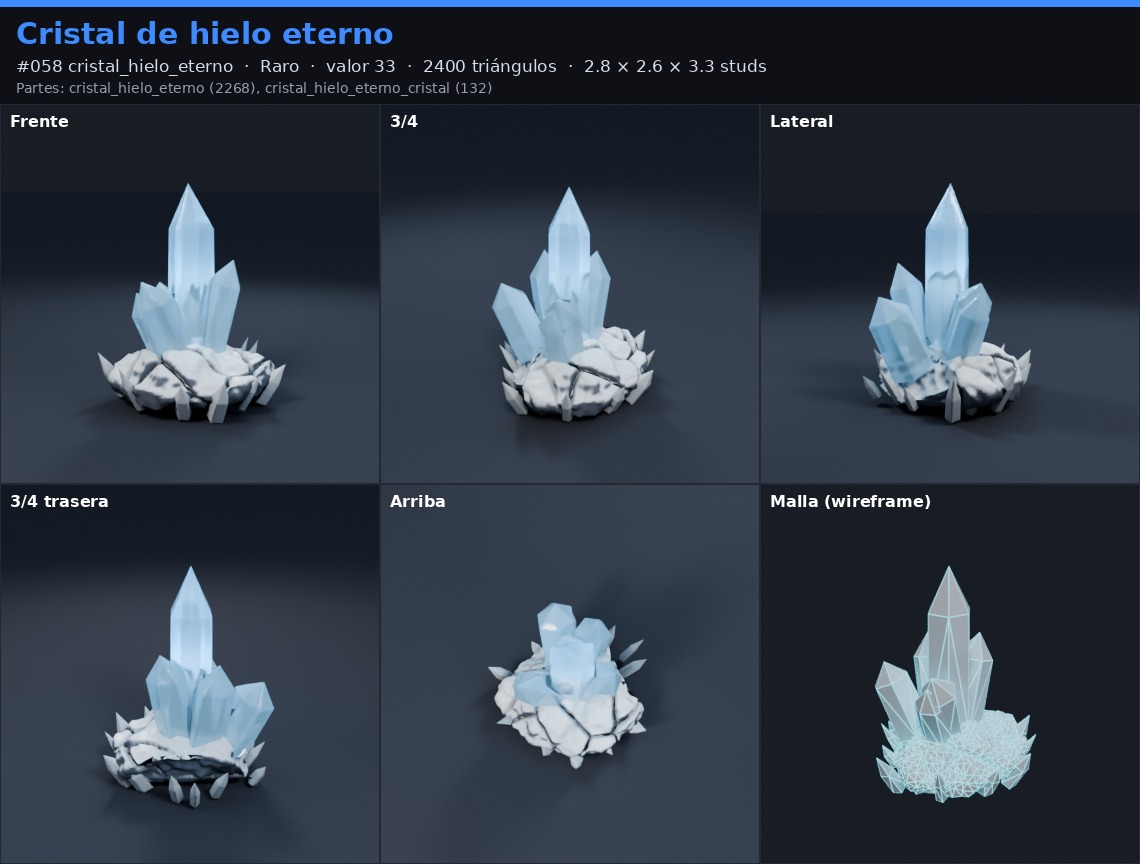 Cristal de hielo eterno
#058 cristal_hielo_eterno · Raro · valor 33 · 2400 triángulos · 2.8 × 2.6 × 3.3 studs
Partes: cristal_hielo_eterno (2268), cristal_hielo_eterno_cristal (132)
Frente
3/4
Lateral
3/4 trasera
Arriba
Malla (wireframe)